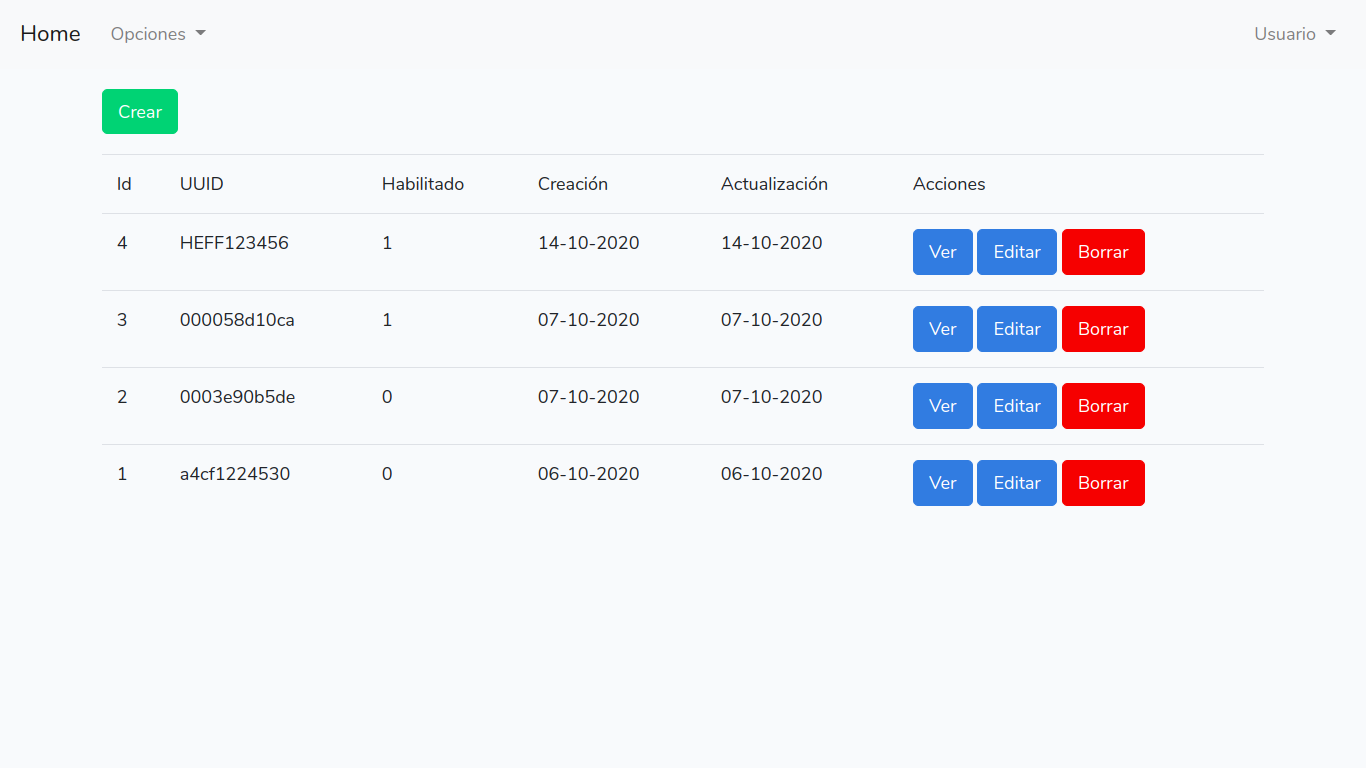 Home Opciones Usuario
Crear
Id UUID Habilitado Creación Actualización Acciones
4 HEFF123456 1 14-10-2020 14-10-2020 Ver Editar Borrar
3 000058d10ca 1 07-10-2020 07-10-2020 Ver Editar Borrar
2 0003e90b5de 0 07-10-2020 07-10-2020 Ver Editar Borrar
1 a4cf1224530 0 06-10-2020 06-10-2020 Ver Editar Borrar